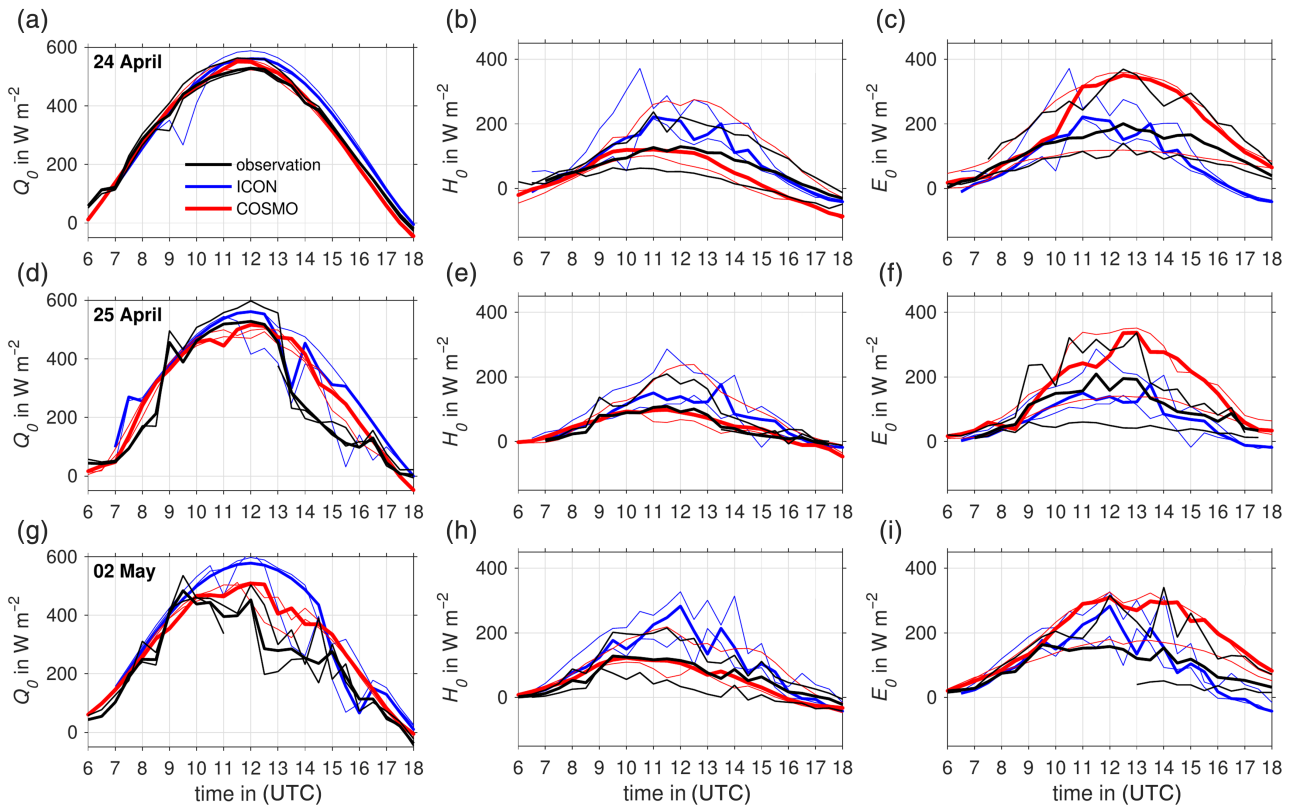 (a) (b) (c)
600
400
200
0
Q₀ in W m⁻²
24 April
observation
ICON
COSMO
6 7 8 9 10 11 12 13 14 15 16 17 18
400
200
0
H₀ in W m⁻²
6 7 8 9 10 11 12 13 14 15 16 17 18
400
200
0
E₀ in W m⁻²
6 7 8 9 10 11 12 13 14 15 16 17 18
(d) (e) (f)
600
400
200
0
Q₀ in W m⁻²
25 April
6 7 8 9 10 11 12 13 14 15 16 17 18
400
200
0
H₀ in W m⁻²
6 7 8 9 10 11 12 13 14 15 16 17 18
400
200
0
E₀ in W m⁻²
6 7 8 9 10 11 12 13 14 15 16 17 18
(g) (h) (i)
600
400
200
0
Q₀ in W m⁻²
02 May
6 7 8 9 10 11 12 13 14 15 16 17 18
time in (UTC)
400
200
0
H₀ in W m⁻²
6 7 8 9 10 11 12 13 14 15 16 17 18
time in (UTC)
400
200
0
E₀ in W m⁻²
6 7 8 9 10 11 12 13 14 15 16 17 18
time in (UTC)